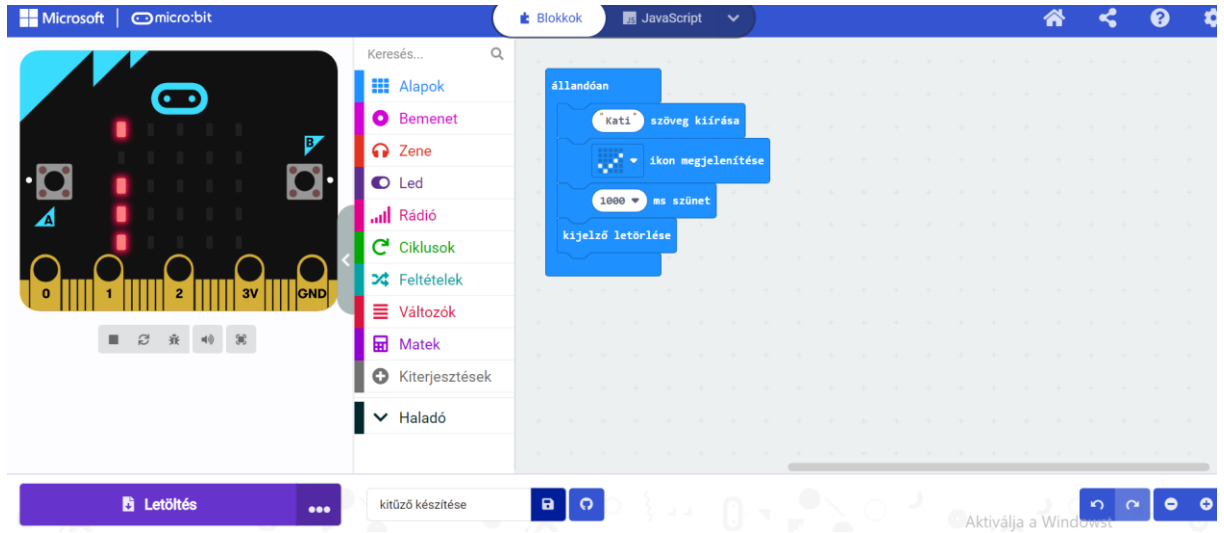 Microsoft micro:bit Blokkok JavaScript
Keresés...
Alapok
Bemenet
Zene
Led
Rádió
Ciklusok
Feltételek
Változók
Matek
Kiterjesztések
Haladó
A
B
0 1 2 3V GND
állandóan
"Kati" szöveg kiírása
ikon megjelenítése
1000 ms szünet
kijelző letörlése
Letöltés
kitűző készítése
Aktiválja a Windowst